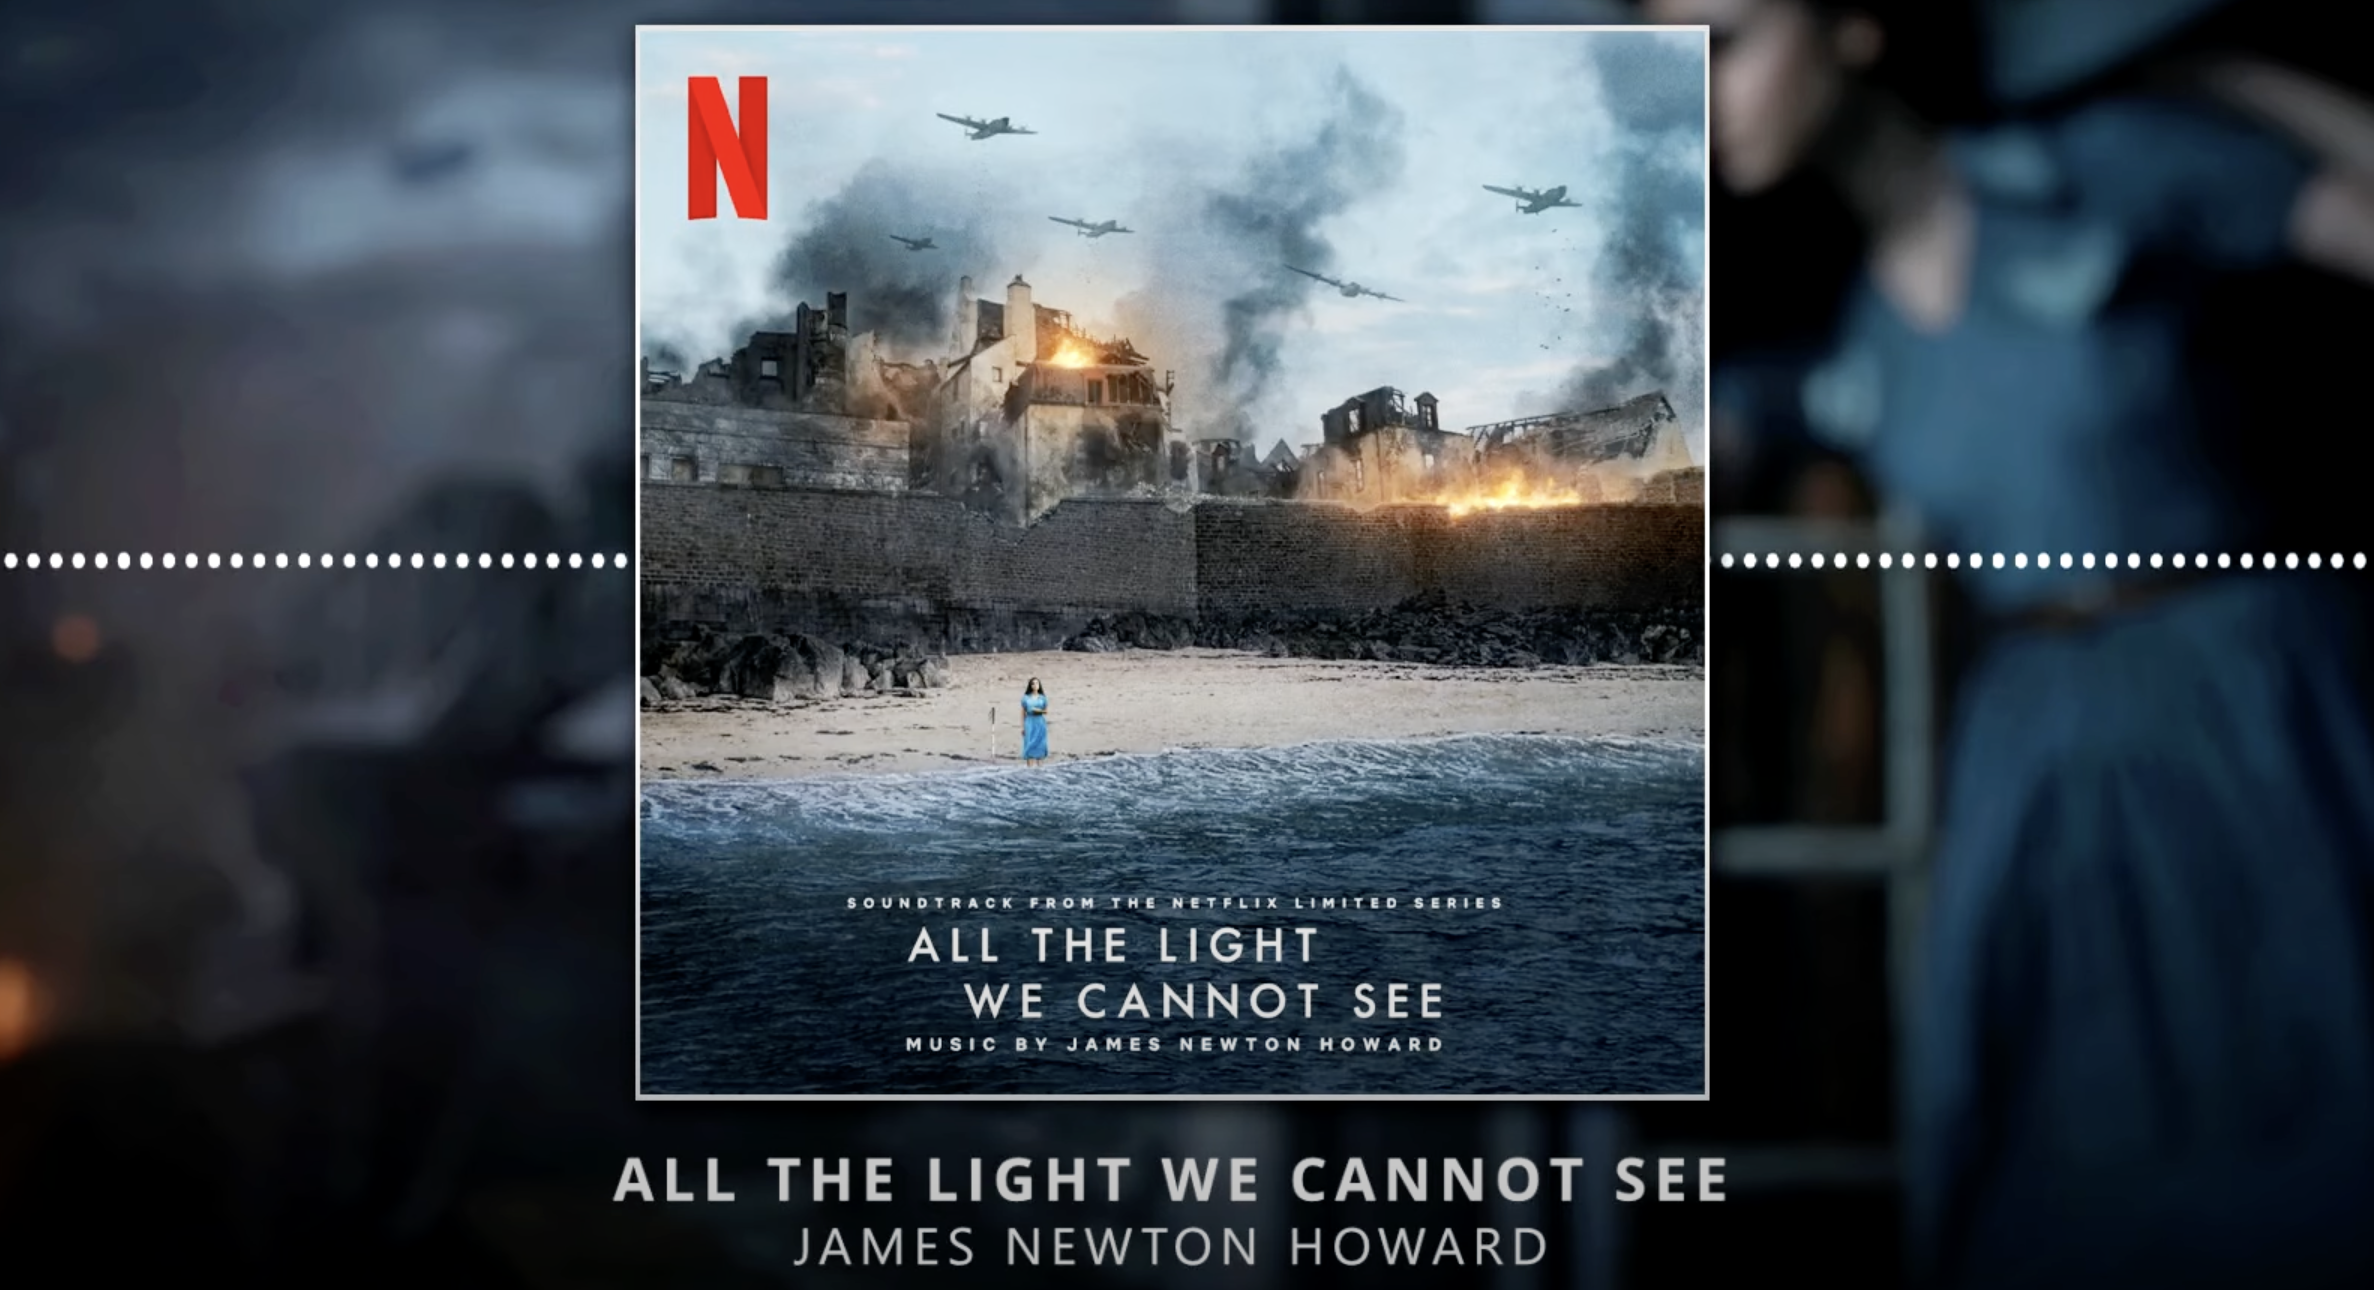 N
SOUNDTRACK FROM THE NETFLIX LIMITED SERIES
ALL THE LIGHT
WE CANNOT SEE
MUSIC BY JAMES NEWTON HOWARD
ALL THE LIGHT WE CANNOT SEE
JAMES NEWTON HOWARD